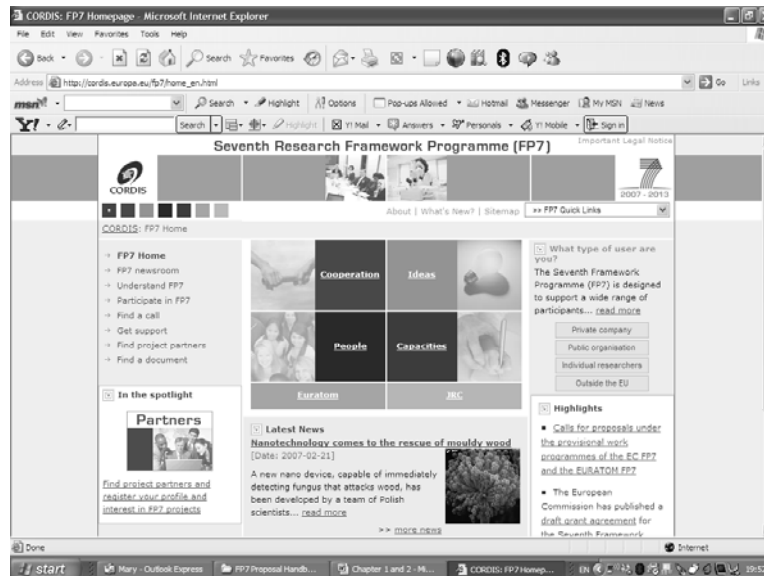 CORDIS: FP7 Homepage - Microsoft Internet Explorer
File Edit View Favorites Tools Help
Back Search Favorites
Address http://cordis.europa.eu/fp7/home_en.html Go Links
msn Search Highlight Options Pop-ups Allowed Hotmail Messenger My MSN News
Y! Search Highlight Y! Mail Answers Personals Y! Mobile Sign in
Seventh Research Framework Programme (FP7)
Important Legal Notice
CORDIS
7
2007 - 2013
About | What's New? | Sitemap
>> FP7 Quick Links
CORDIS: FP7 Home
FP7 Home
FP7 newsroom
Understand FP7
Participate in FP7
Find a call
Get support
Find project partners
Find a document
In the spotlight
Partners
Find project partners and
register your profile and
interest in FP7 projects
Cooperation
Ideas
People
Capacities
Euratom
JRC
Latest News
Nanotechnology comes to the rescue of mouldy wood
[Date: 2007-02-21]
A new nano device, capable of immediately
detecting fungus that attacks wood, has
been developed by a team of Polish
scientists... read more
>> more news
What type of user are
you?
The Seventh Framework
Programme (FP7) is designed
to support a wide range of
participants... read more
Private company
Public organisation
Individual researchers
Outside the EU
Highlights
Calls for proposals under
the provisional work
programmes of the EC FP7
and the EURATOM FP7
The European
Commission has published a
draft grant agreement for
the Seventh Framework
Done
Internet
start
Mary - Outlook Express
FP7 Proposal Handb...
Chapter 1 and 2 - M...
CORDIS: FP7 Homep...
EN